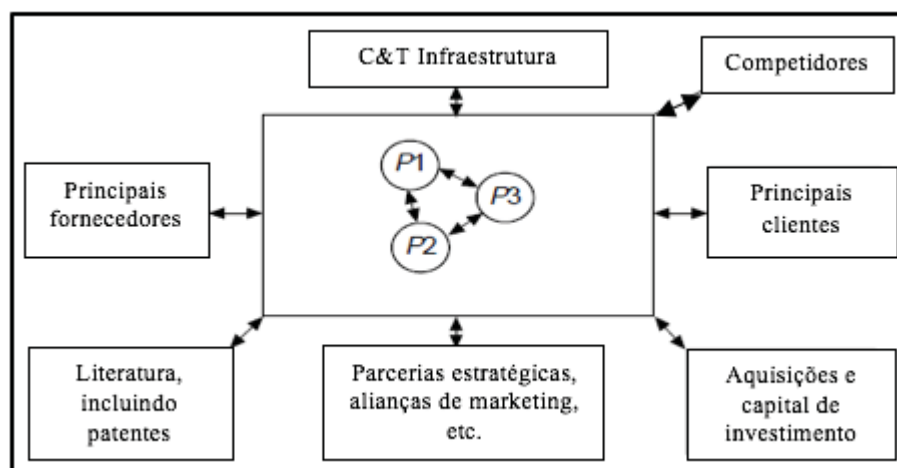 C&T Infraestrutura
Competidores
P1
P3
P2
Principais
fornecedores
Principais
clientes
Literatura,
incluindo
patentes
Parcerias estratégicas,
alianças de marketing,
etc.
Aquisições e
capital de
investimento